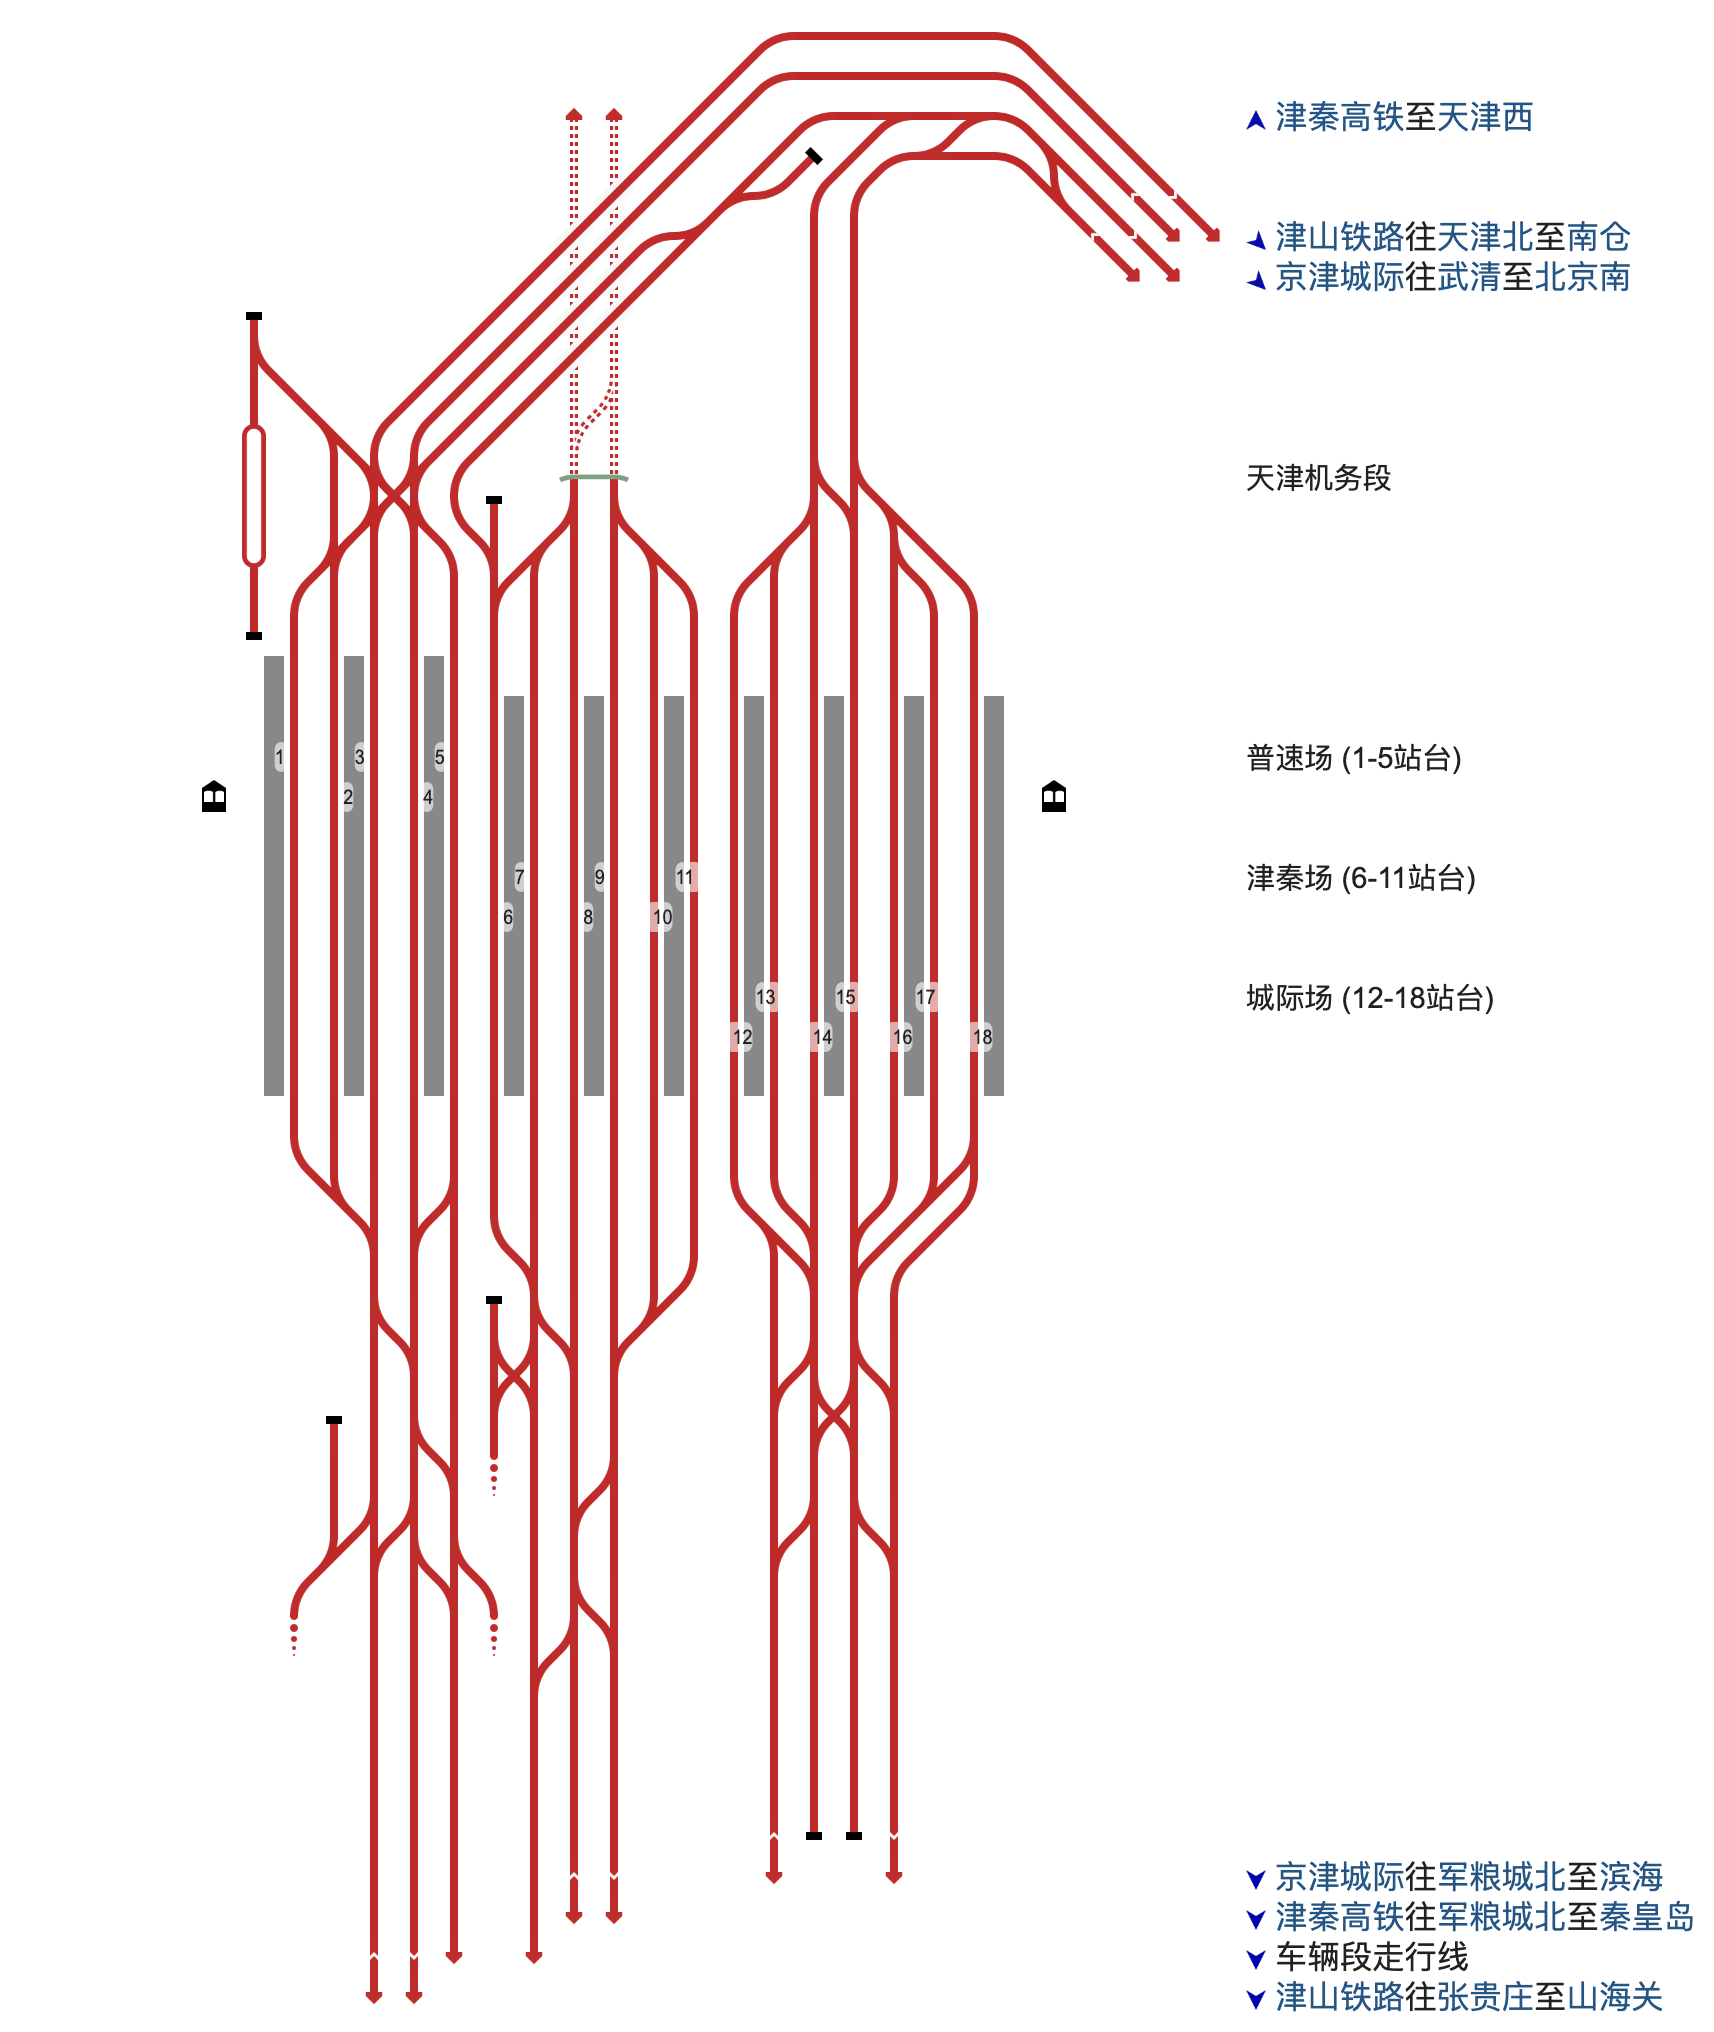 津秦高铁至天津西
津山铁路往天津北至南仓
京津城际往武清至北京南
天津机务段
1
3
5
普速场 (1-5站台)
2
4
7
9
11
津秦场 (6-11站台)
6
8
10
13
15
17
城际场 (12-18站台)
12
14
16
18
京津城际往军粮城北至滨海
津秦高铁往军粮城北至秦皇岛
车辆段走行线
津山铁路往张贵庄至山海关